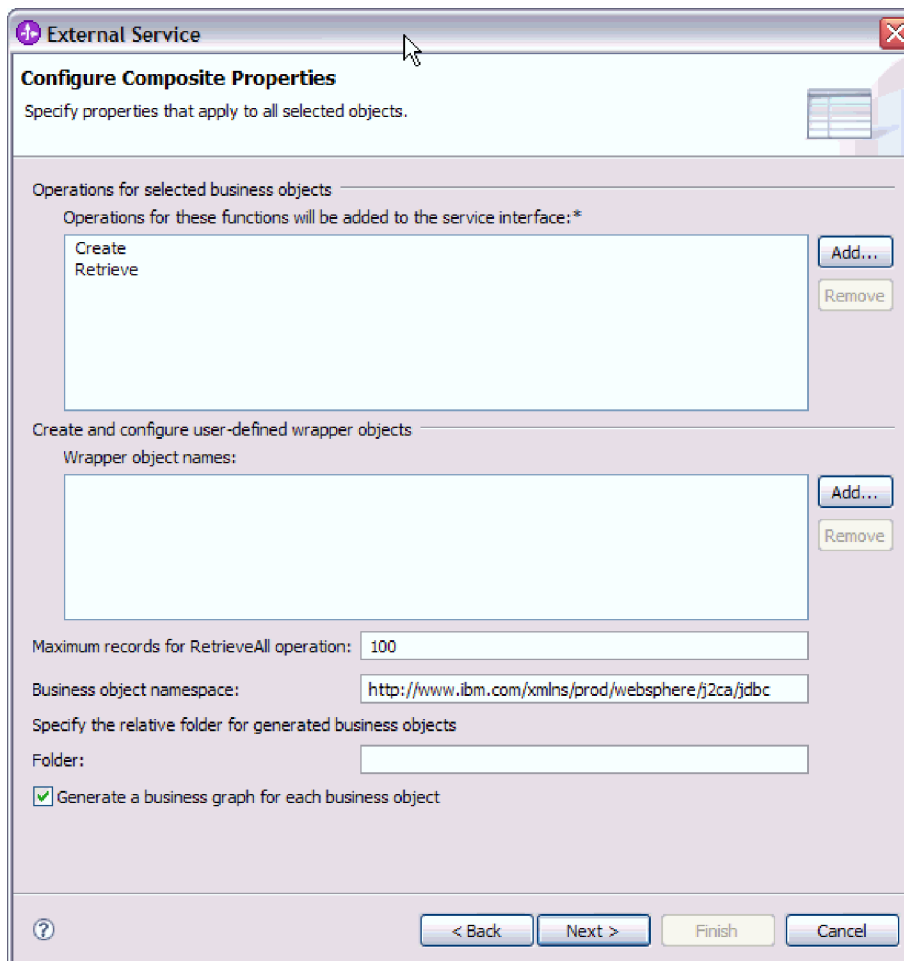 External Service
Configure Composite Properties
Specify properties that apply to all selected objects.
Operations for selected business objects
Operations for these functions will be added to the service interface:*
Create
Retrieve
Add...
Remove
Create and configure user-defined wrapper objects
Wrapper object names:
Add...
Remove
Maximum records for RetrieveAll operation: 100
Business object namespace: http://www.ibm.com/xmlns/prod/websphere/j2ca/jdbc
Specify the relative folder for generated business objects
Folder:
Generate a business graph for each business object
? < Back Next > Finish Cancel